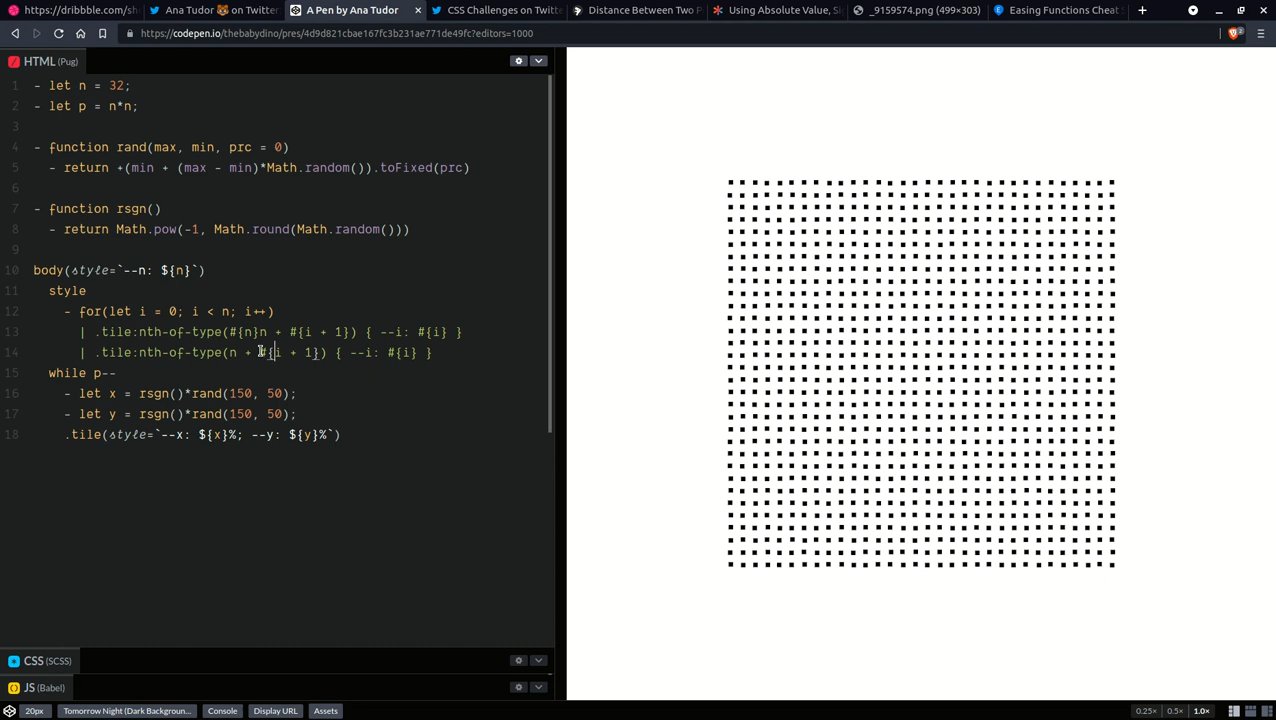 https://dribbble.com/sh
Ana Tudor 🐻 on Twitter
A Pen by Ana Tudor
CSS Challenges on Twitt
Distance Between Two P
Using Absolute Value, Si
_9159574.png (499×303)
Easing Functions Cheat S
https://codepen.io/thebabydino/pres/4d9d821cbae167fc3b231ae771de49fc?editors=1000
HTML (Pug)
1 - let n = 32;
2 - let p = n*n;
3
4 - function rand(max, min, prc = 0)
5 - return +(min + (max - min)*Math.random()).toFixed(prc)
6
7 - function rsgn()
8 - return Math.pow(-1, Math.round(Math.random()))
9
10 body(style=`--n: ${n}`)
11 style
12 - for(let i = 0; i < n; i++)
13 | .tile:nth-of-type(#{n}n + #{i + 1}) { --i: #{i} }
14 | .tile:nth-of-type(n + #{i + 1}) { --i: #{i} }
while p--
16 - let x = rsgn()*rand(150, 50);
17 - let y = rsgn()*rand(150, 50);
18 .tile(style=`--x: ${x}%; --y: ${y}%`)
CSS (SCSS)
JS (Babel)
20px
Tomorrow Night (Dark Backgroun...
Console
Display URL
Assets
0.25×
0.5×
1.0×